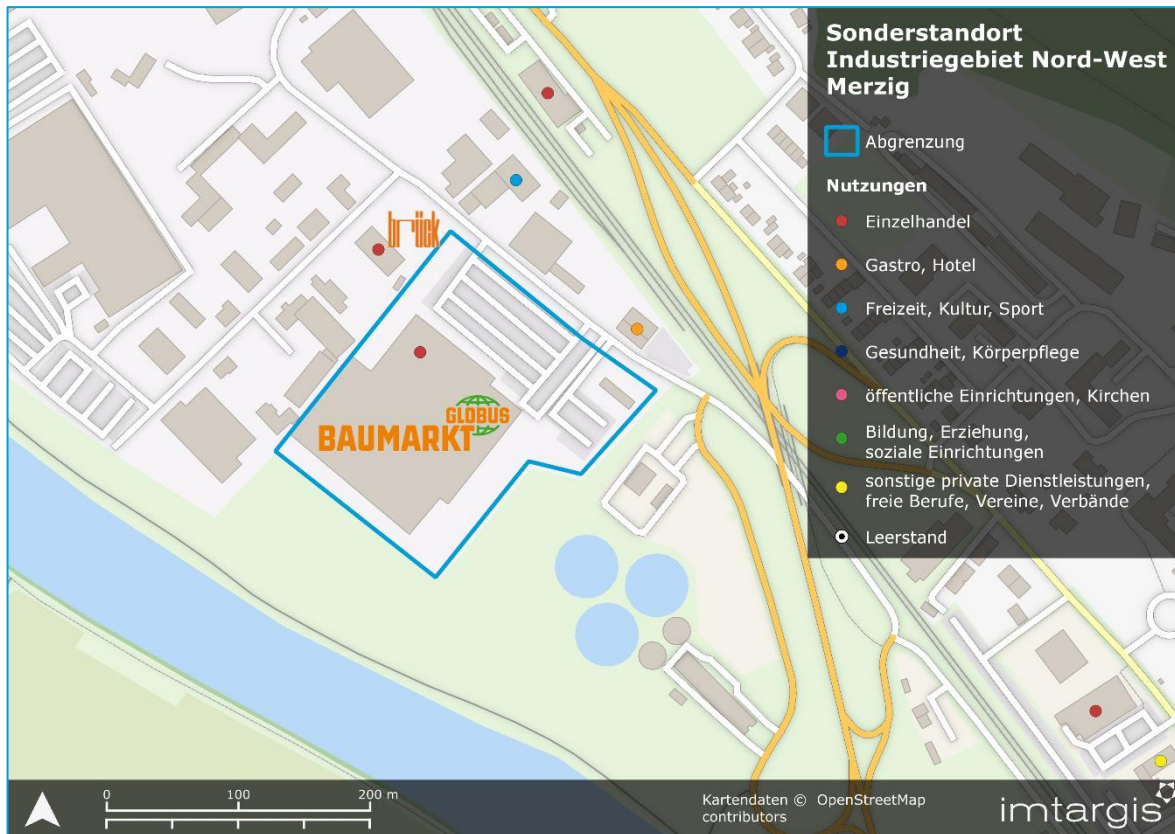 Sonderstandort
Industriegebiet Nord-West
Merzig
Abgrenzung
Nutzungen
Einzelhandel
Gastro, Hotel
Freizeit, Kultur, Sport
Gesundheit, Körperpflege
öffentliche Einrichtungen, Kirchen
Bildung, Erziehung,
soziale Einrichtungen
sonstige private Dienstleistungen,
freie Berufe, Vereine, Verbände
Leerstand
brück
GLOBUS
BAUMARKT
0 100 200 m
Kartendaten © OpenStreetMap
contributors
imtargis